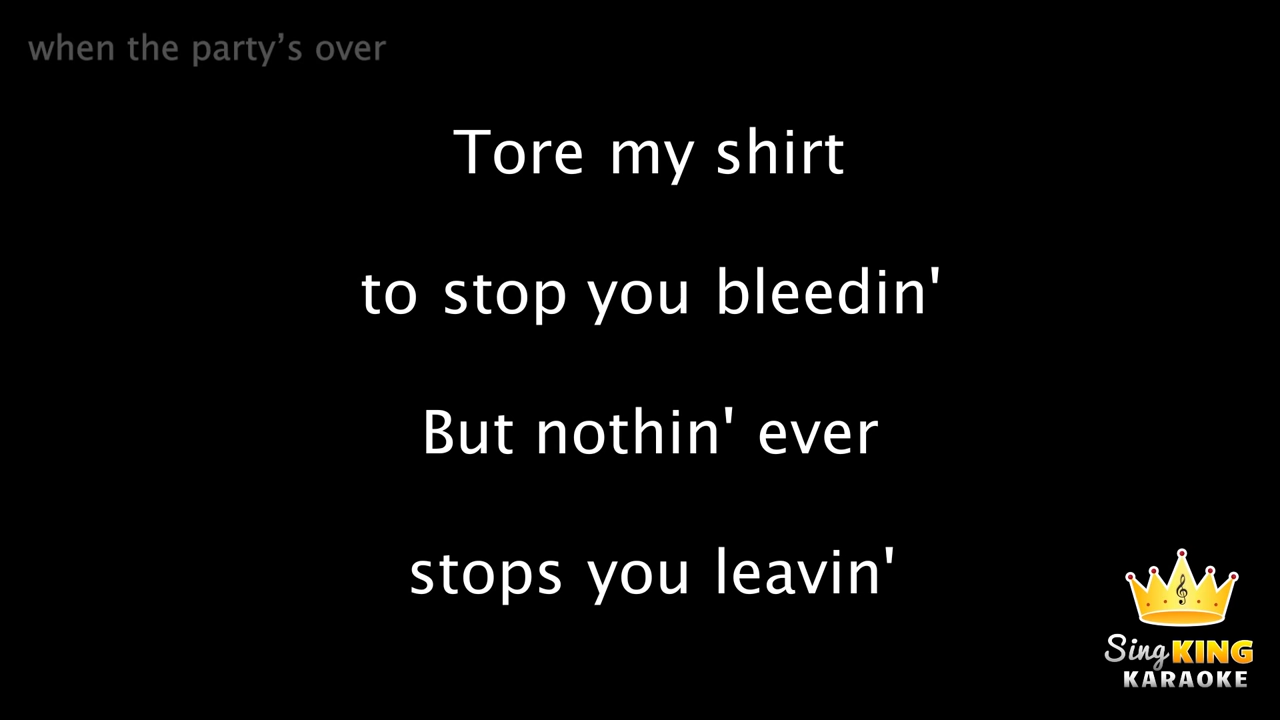 when the party’s over
Tore my shirt
to stop you bleedin'
But nothin' ever
stops you leavin'
Sing KING
KARAOKE